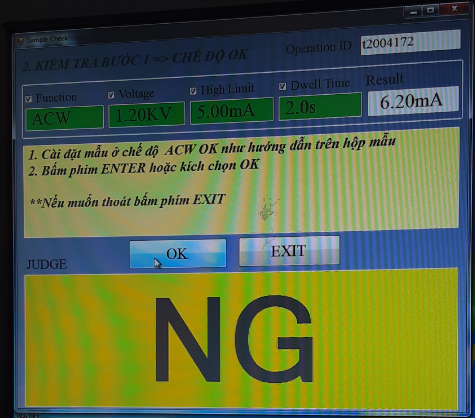 Sample Check
2. KIỂM TRA BƯỚC 1 => CHẾ ĐỘ OK
Operation ID t2004172
Function Voltage High Limit Dwell Time Result
ACW 1.20KV 5.00mA 2.0s 6.20mA
1. Cài đặt mẫu ở chế độ ACW OK như hướng dẫn trên hộp mẫu
2. Bấm phim ENTER hoặc kích chọn OK
**Nếu muốn thoát bấm phím EXIT
OK EXIT
JUDGE
NG